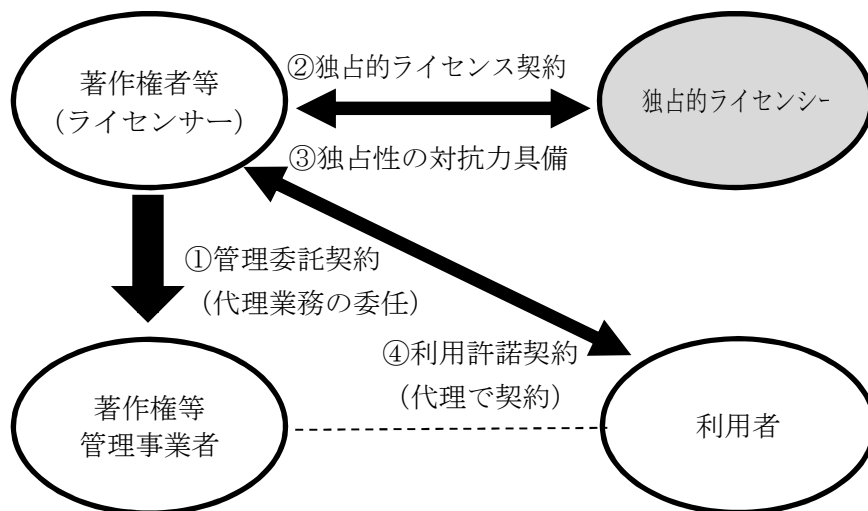 著作権者等
（ライセンサー）
②独占的ライセンス契約
③独占性の対抗力具備
独占的ライセンシー
①管理委託契約
（代理業務の委任）
④利用許諾契約
（代理で契約）
著作権等
管理事業者
利用者